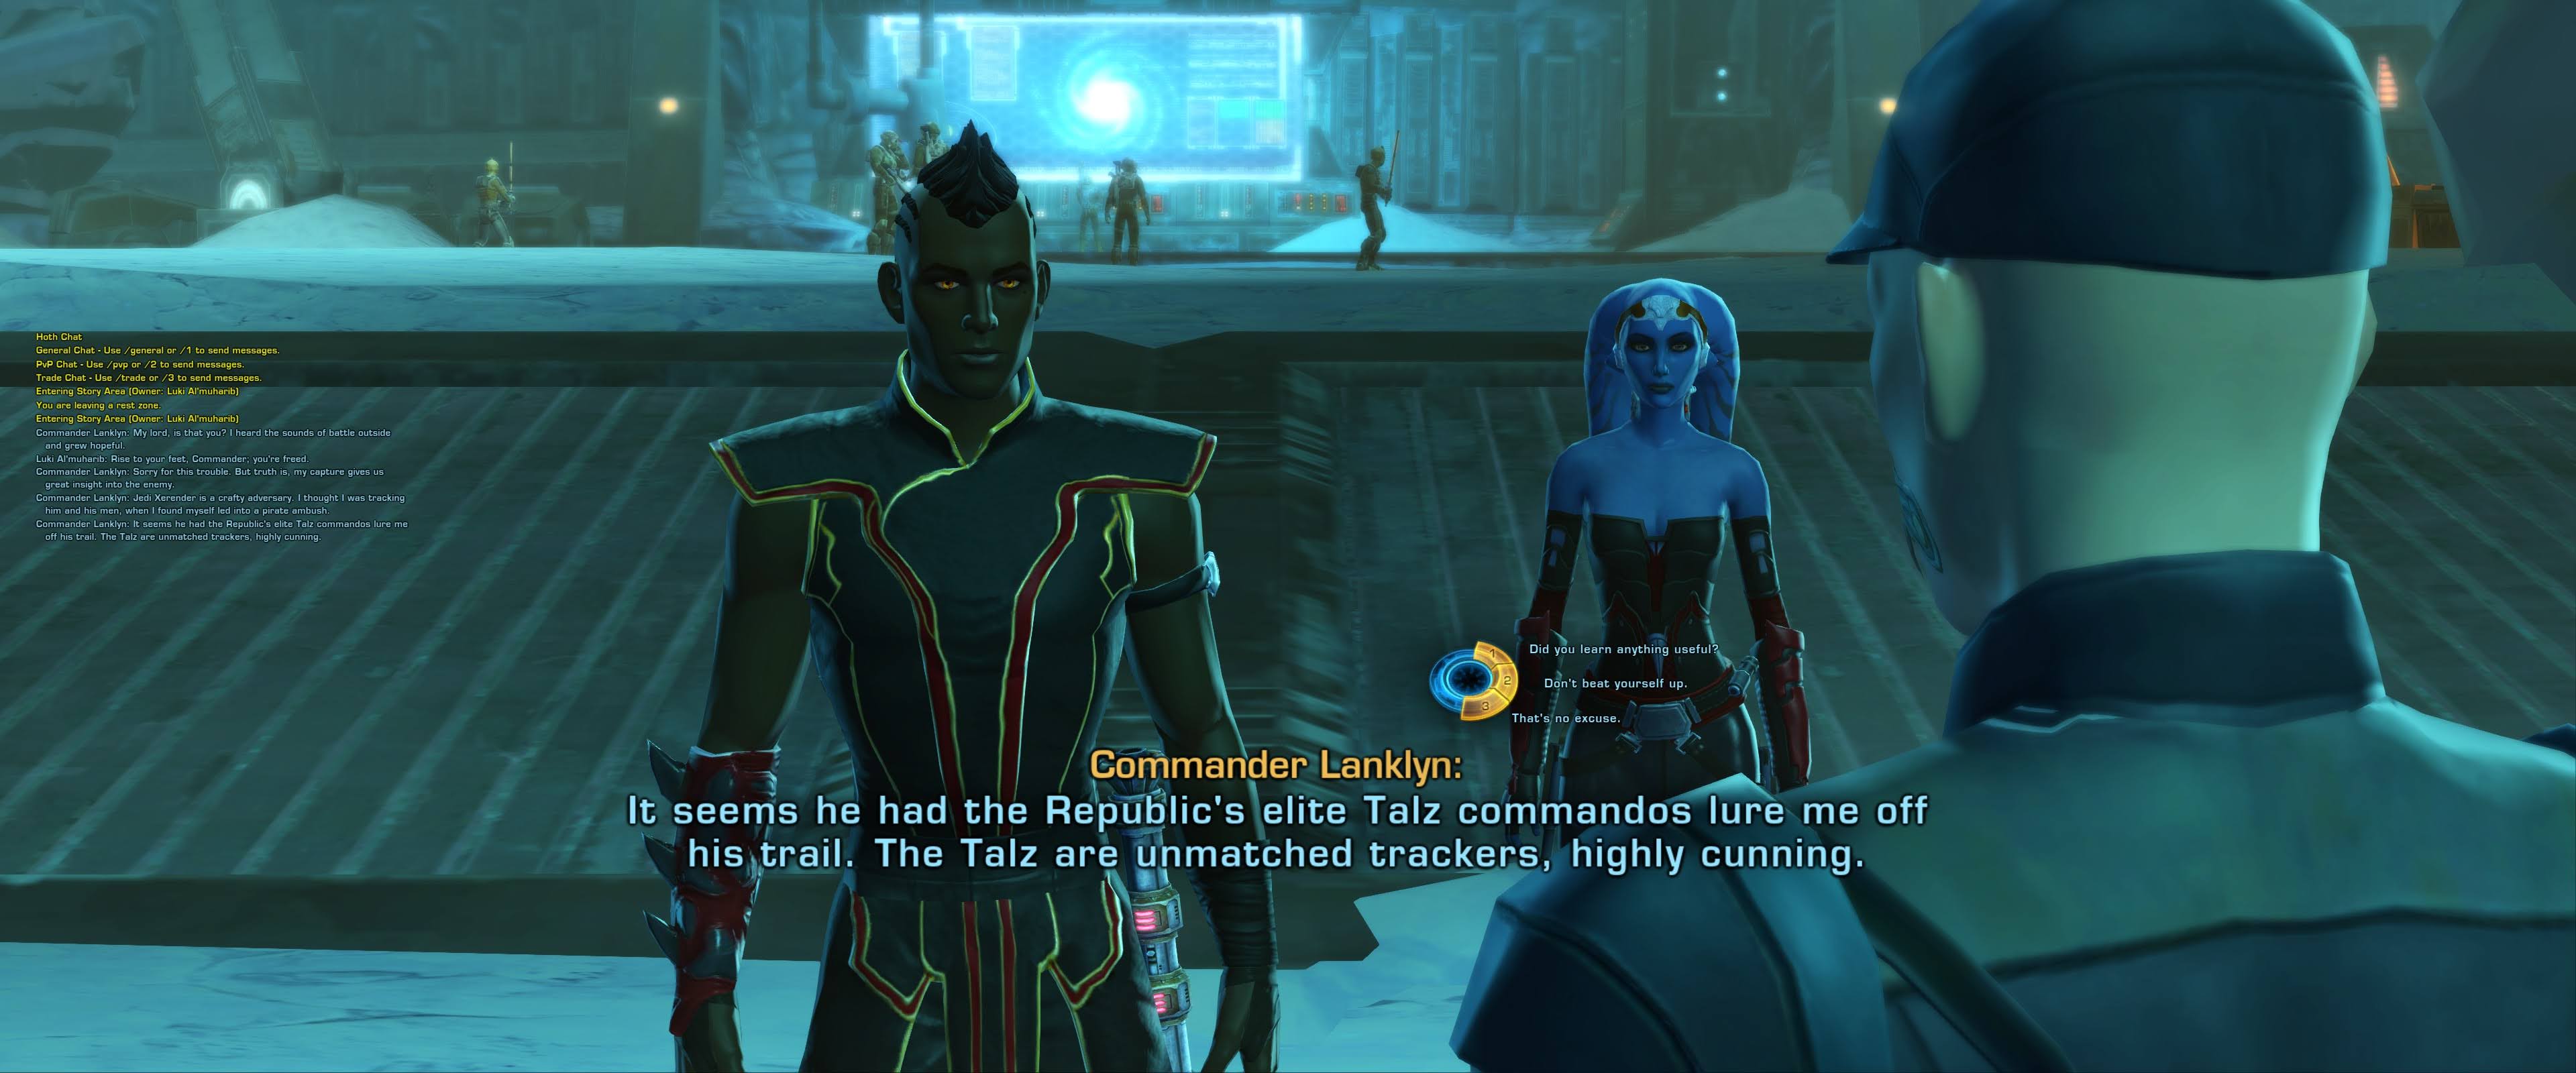 Hoth Chat
General Chat - Use /general or /1 to send messages.
PvP Chat - Use /pvp or /2 to send messages.
Trade Chat - Use /trade or /3 to send messages.
Entering Story Area (Owner: Luki Al'muharib)
You are leaving a rest zone.
Entering Story Area (Owner: Luki Al'muharib)
Commander Lanklyn: My lord, is that you? I heard the sounds of battle outside
and grew hopeful.
Luki Al'muharib: Rise to your feet, Commander; you're freed.
Commander Lanklyn: Sorry for this trouble. But truth is, my capture gives us
great insight into the enemy.
Commander Lanklyn: Jedi Xerender is a crafty adversary. I thought I was tracking
him and his men, when I found myself led into a pirate ambush.
Commander Lanklyn: It seems he had the Republic's elite Talz commandos lure me
off his trail. The Talz are unmatched trackers, highly cunning.
1 Did you learn anything useful?
2 Don't beat yourself up.
3 That's no excuse.
Commander Lanklyn:
It seems he had the Republic's elite Talz commandos lure me off
his trail. The Talz are unmatched trackers, highly cunning.